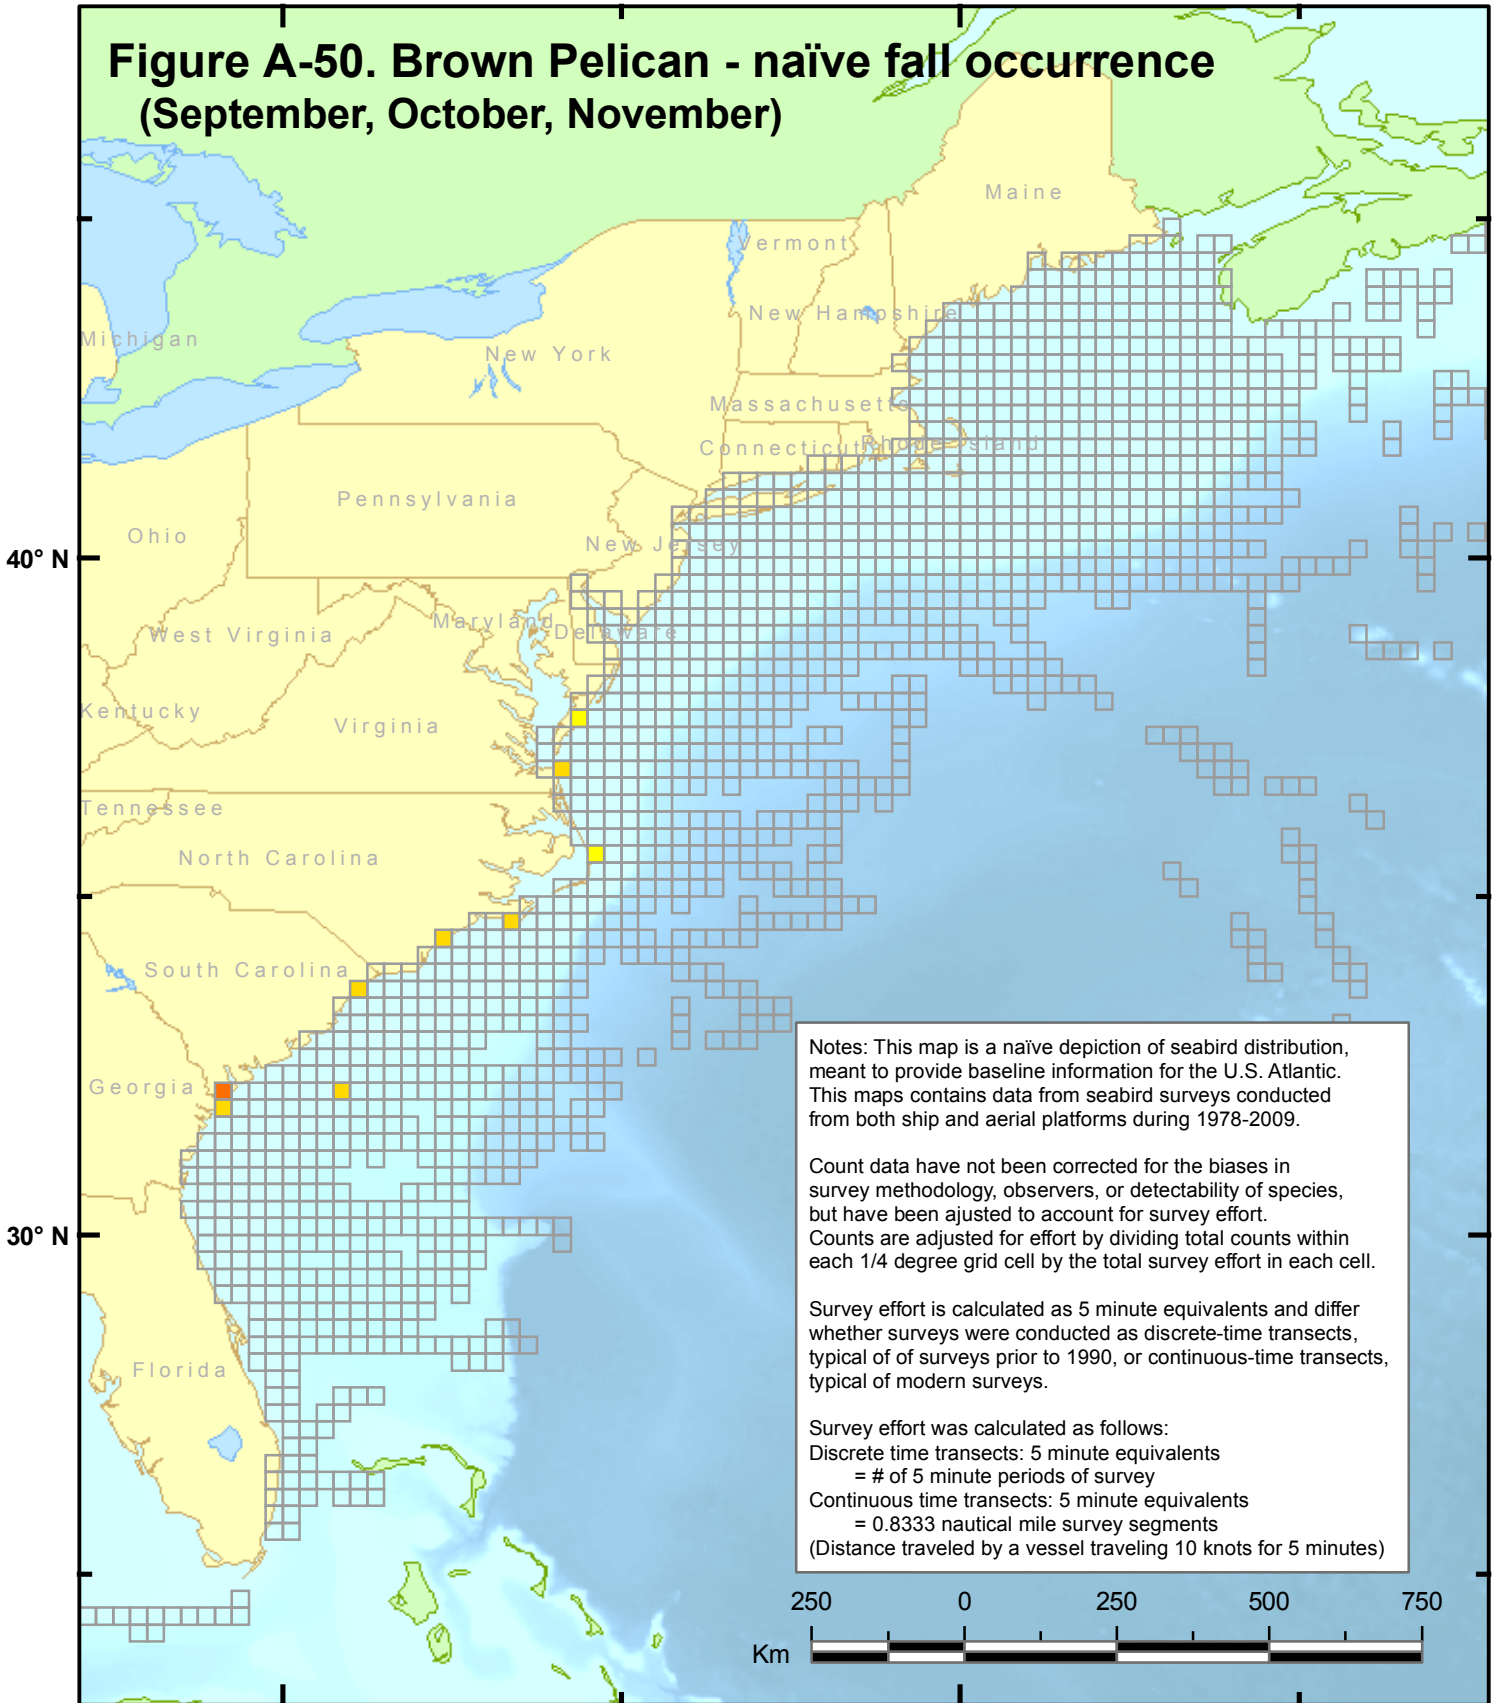 Figure A-50. Brown Pelican - naïve fall occurrence
(September, October, November)
Maine
Vermont
New Hampshire
Michigan
New York
Massachusetts
Connecticut
Rhode Island
Pennsylvania
Ohio
New Jersey
40° N
Maryland
Delaware
West Virginia
Kentucky
Virginia
Tennessee
North Carolina
South Carolina
Georgia
30° N
Florida
Notes: This map is a naïve depiction of seabird distribution,
meant to provide baseline information for the U.S. Atlantic.
This maps contains data from seabird surveys conducted
from both ship and aerial platforms during 1978-2009.
Count data have not been corrected for the biases in
survey methodology, observers, or detectability of species,
but have been ajusted to account for survey effort.
Counts are adjusted for effort by dividing total counts within
each 1/4 degree grid cell by the total survey effort in each cell.
Survey effort is calculated as 5 minute equivalents and differ
whether surveys were conducted as discrete-time transects,
typical of of surveys prior to 1990, or continuous-time transects,
typical of modern surveys.
Survey effort was calculated as follows:
Discrete time transects: 5 minute equivalents
= # of 5 minute periods of survey
Continuous time transects: 5 minute equivalents
= 0.8333 nautical mile survey segments
(Distance traveled by a vessel traveling 10 knots for 5 minutes)
250 0 250 500 750
Km